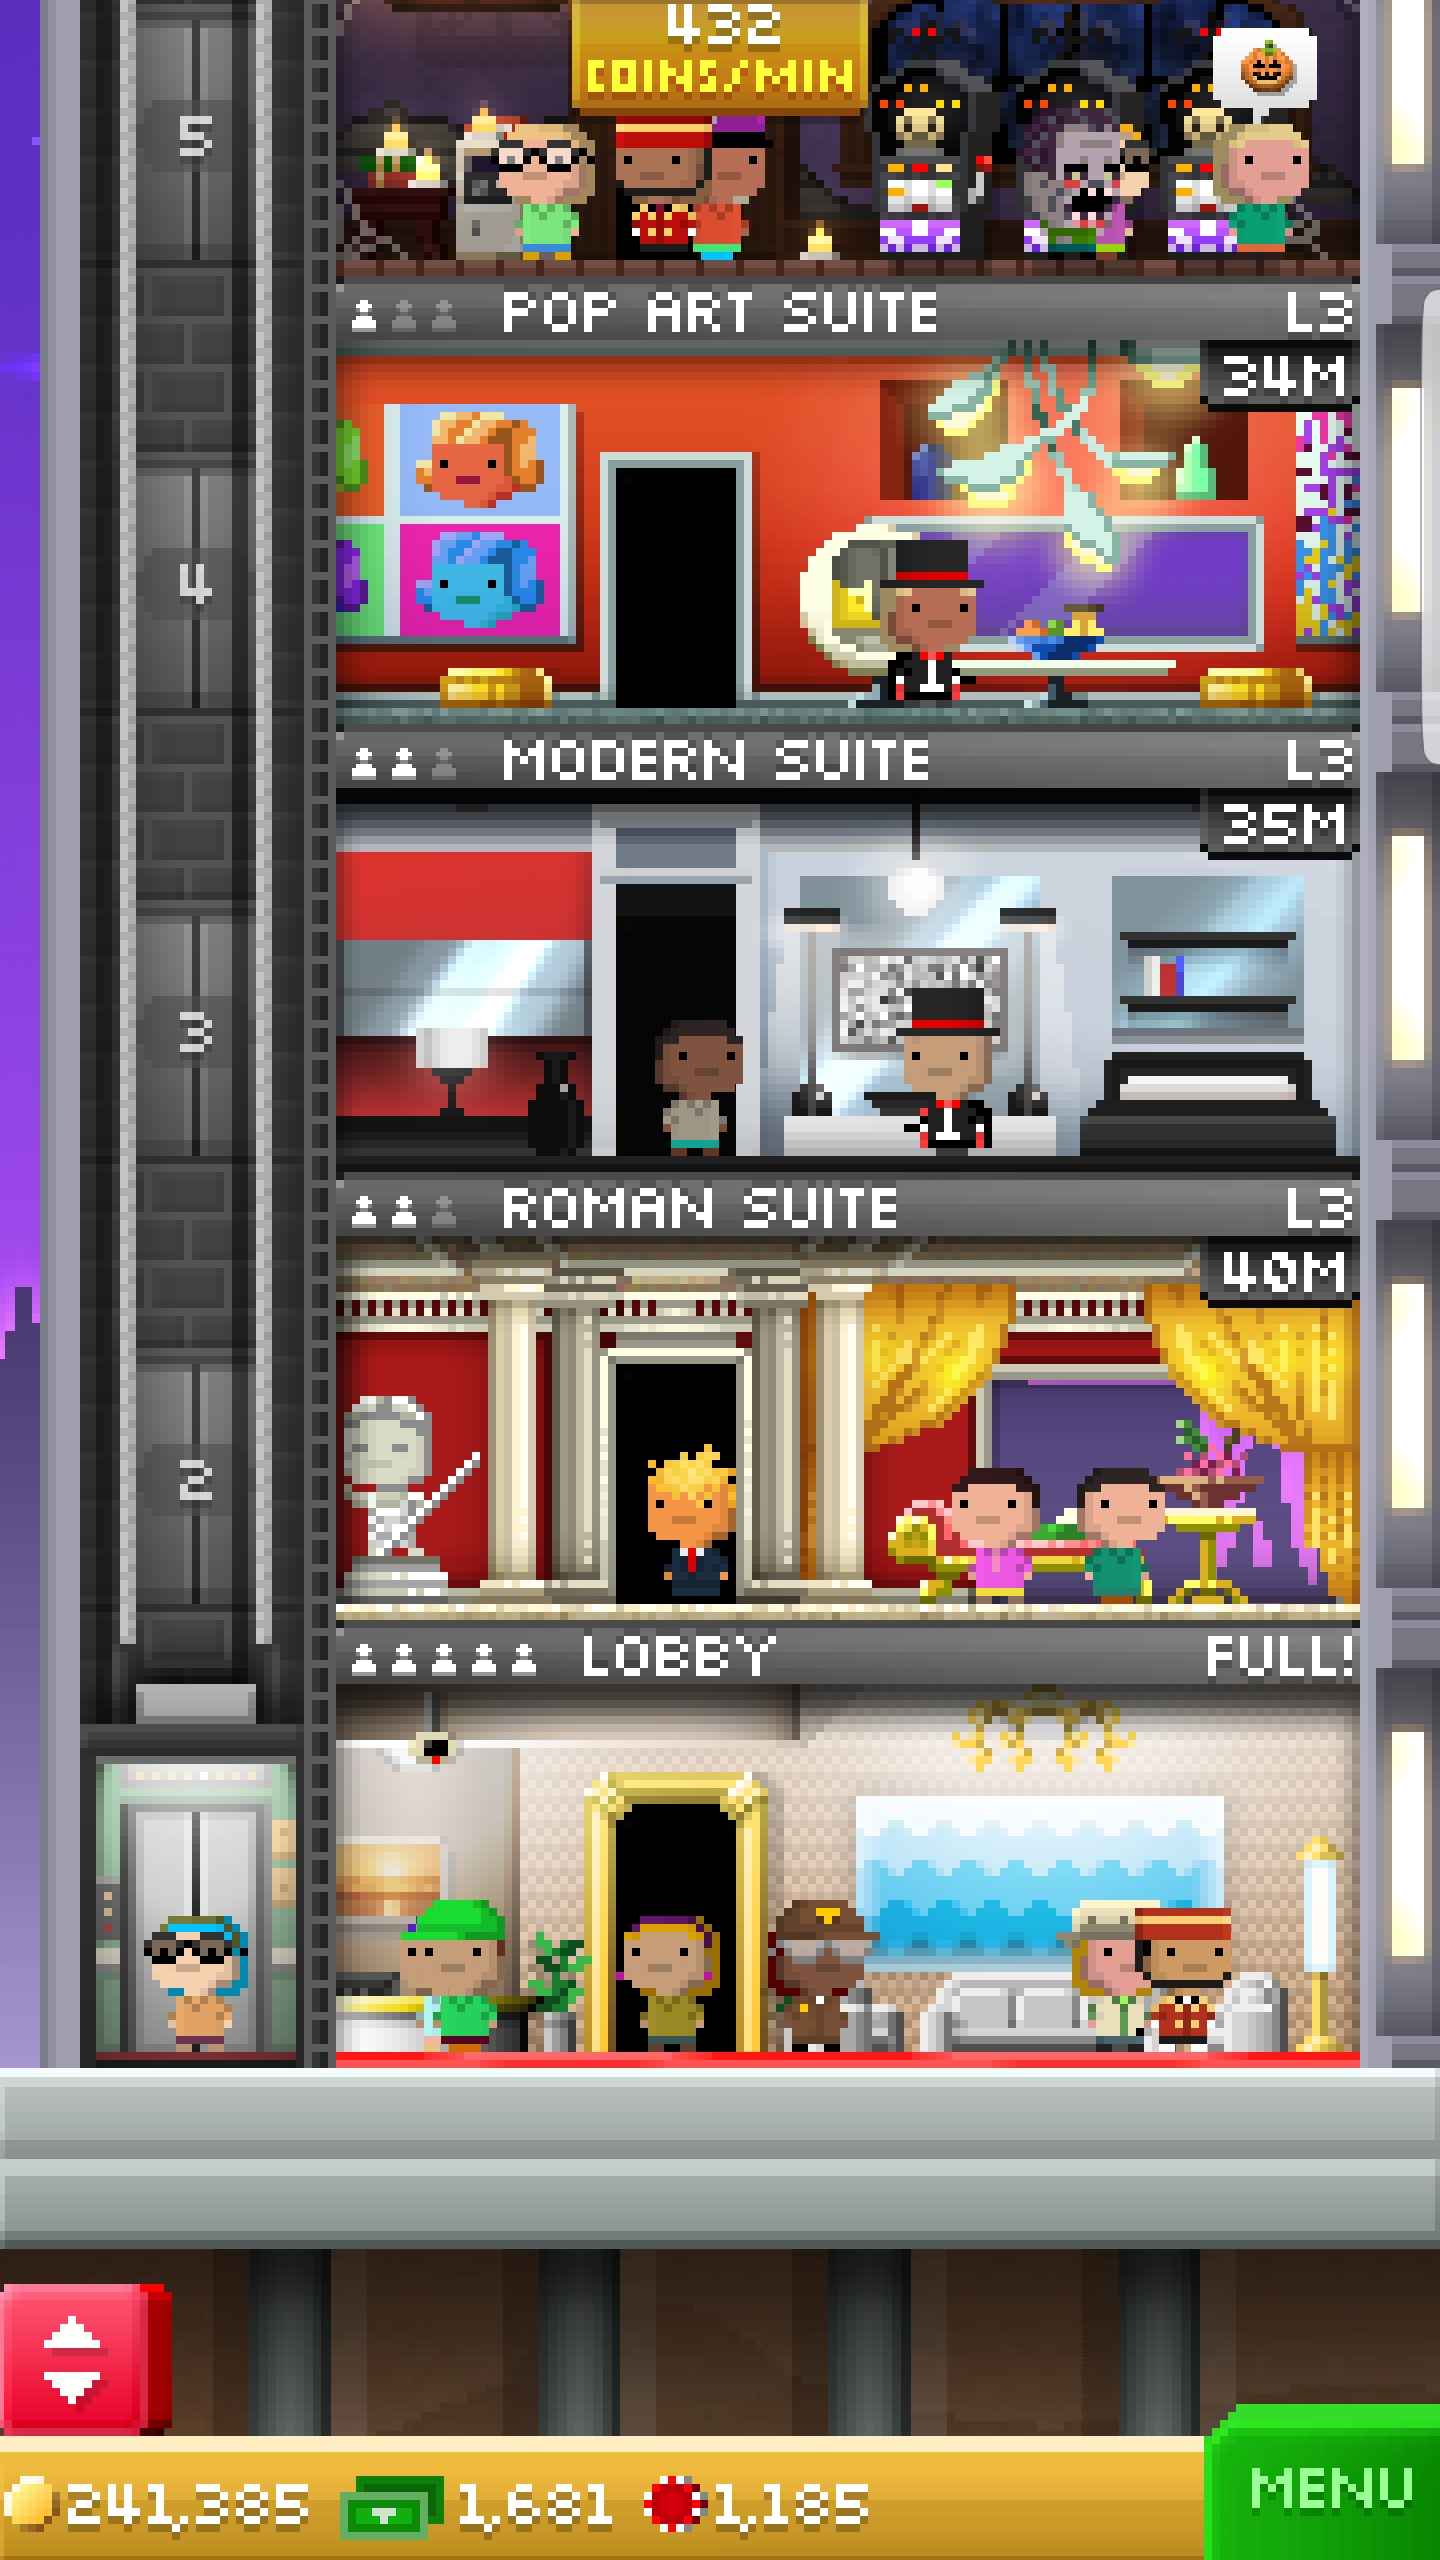 432
COINS/MIN
5
POP ART SUITE L3
34M
4
MODERN SUITE L3
35M
3
ROMAN SUITE L3
40M
2
LOBBY FULL!
241,385 1,681 1,185
MENU